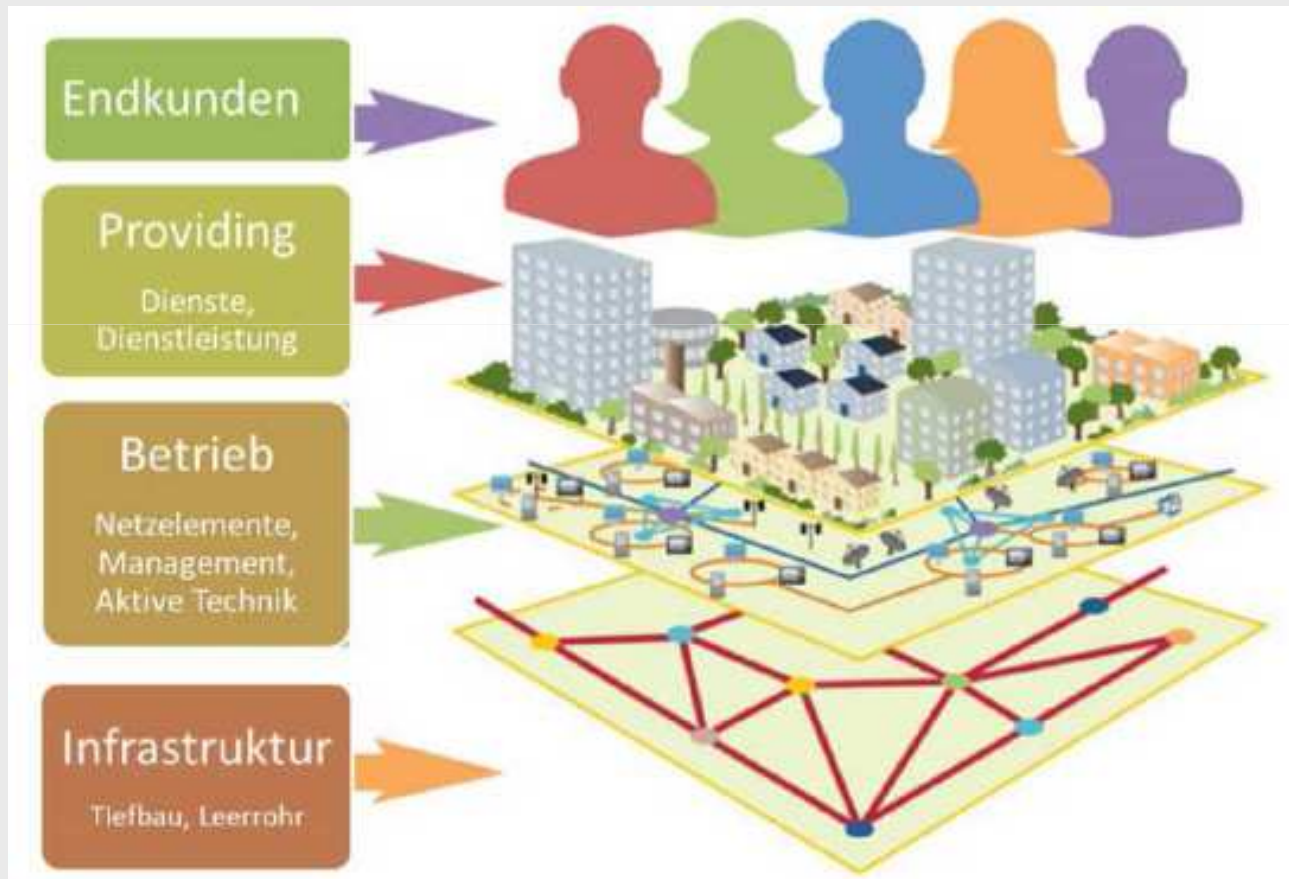 Endkunden
Providing
Dienste,
Dienstleistung
Betrieb
Netzelemente,
Management,
Aktive Technik
Infrastruktur
Tiefbau, Leerrohr